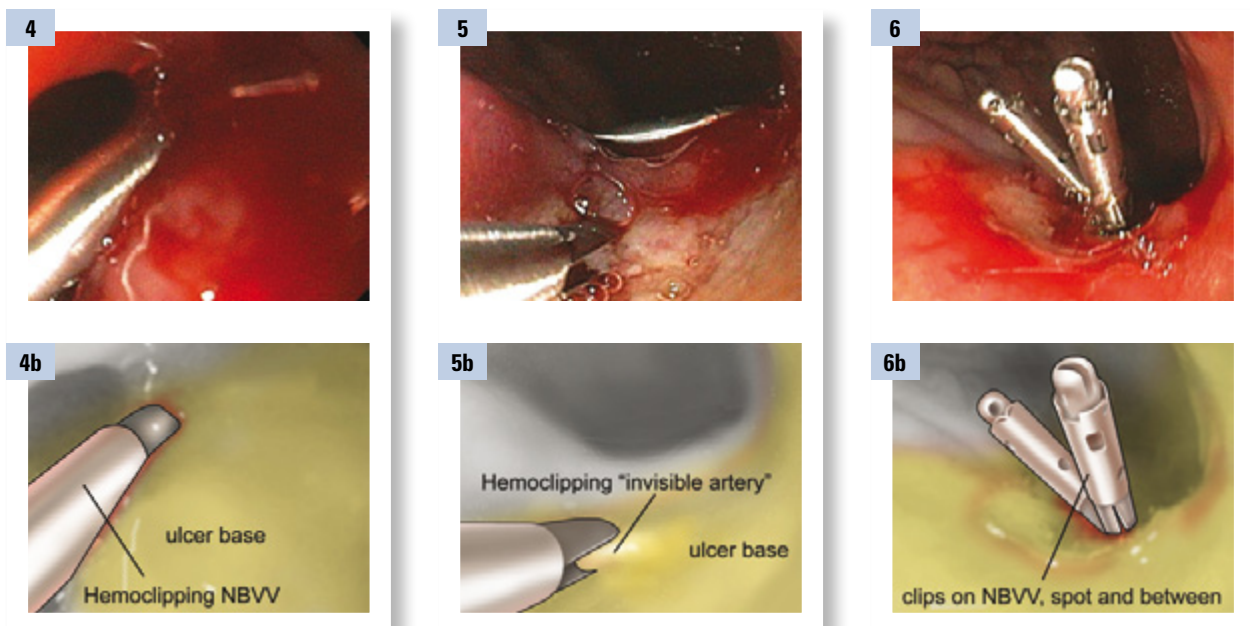 4
5
6
4b
5b
6b
ulcer base
Hemoclipping NBVV
Hemoclipping “invisible artery”
ulcer base
clips on NBVV, spot and between